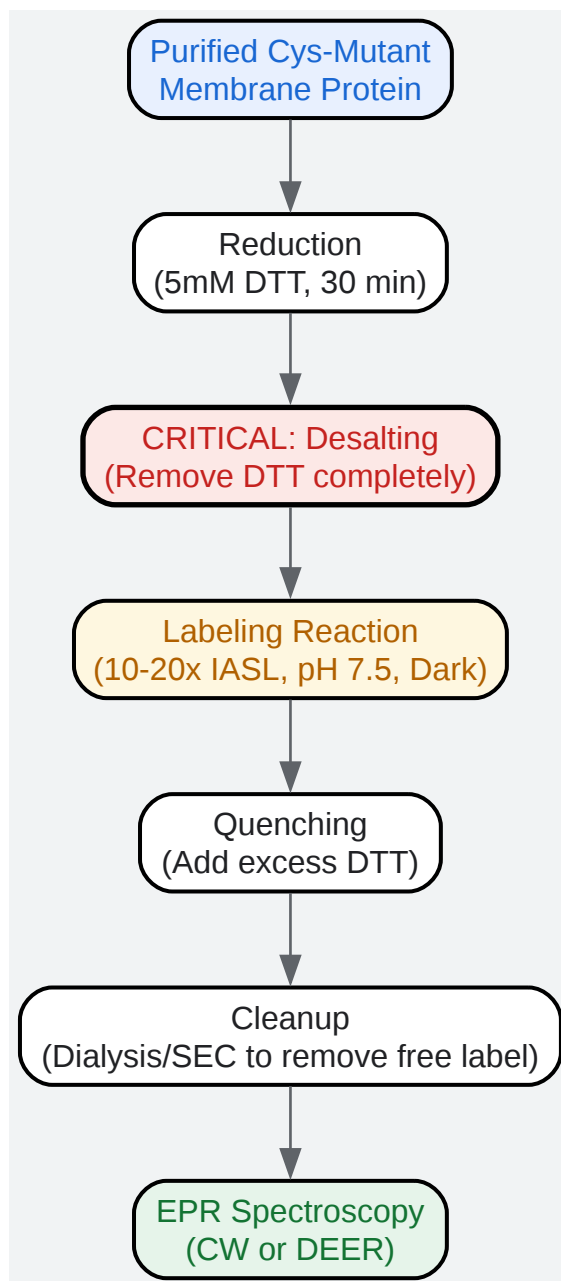 Purified Cys-Mutant
Membrane Protein
Reduction
(5mM DTT, 30 min)
CRITICAL: Desalting
(Remove DTT completely)
Labeling Reaction
(10-20x IASL, pH 7.5, Dark)
Quenching
(Add excess DTT)
Cleanup
(Dialysis/SEC to remove free label)
EPR Spectroscopy
(CW or DEER)